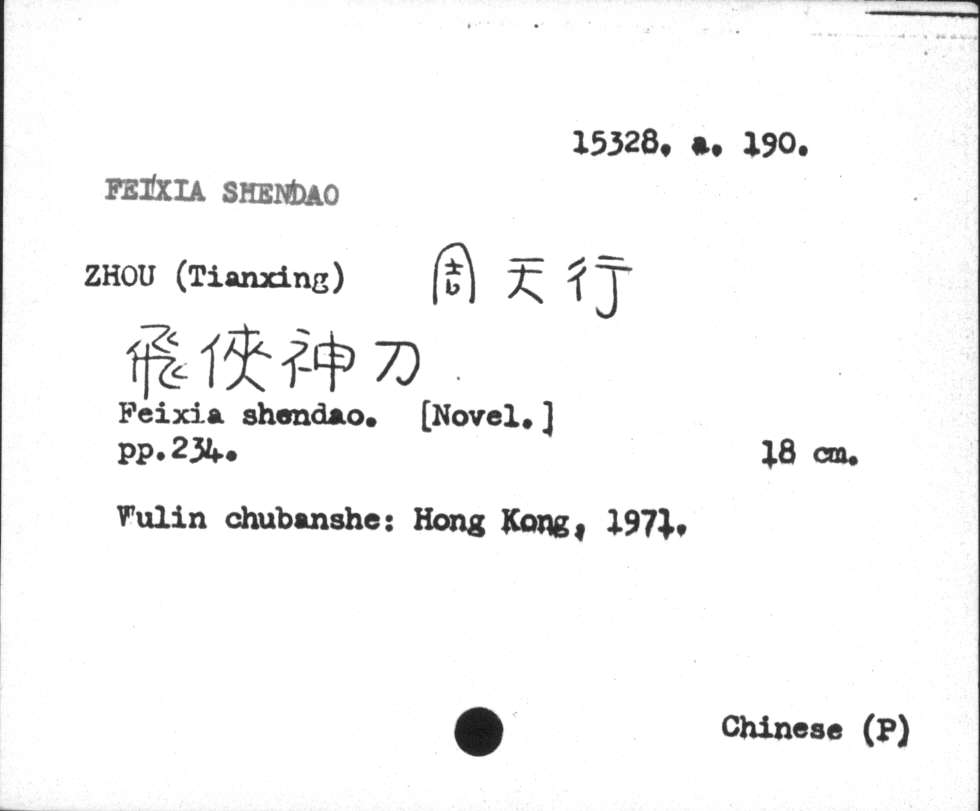 15328. a. 190.
FEIXIA SHENDAO
ZHOU (Tianxing) 周天行
飛俠神刀
Feixia shendao. [Novel.]
pp.234. 18 cm.
Wulin chubanshe: Hong Kong, 1971.
Chinese (P)